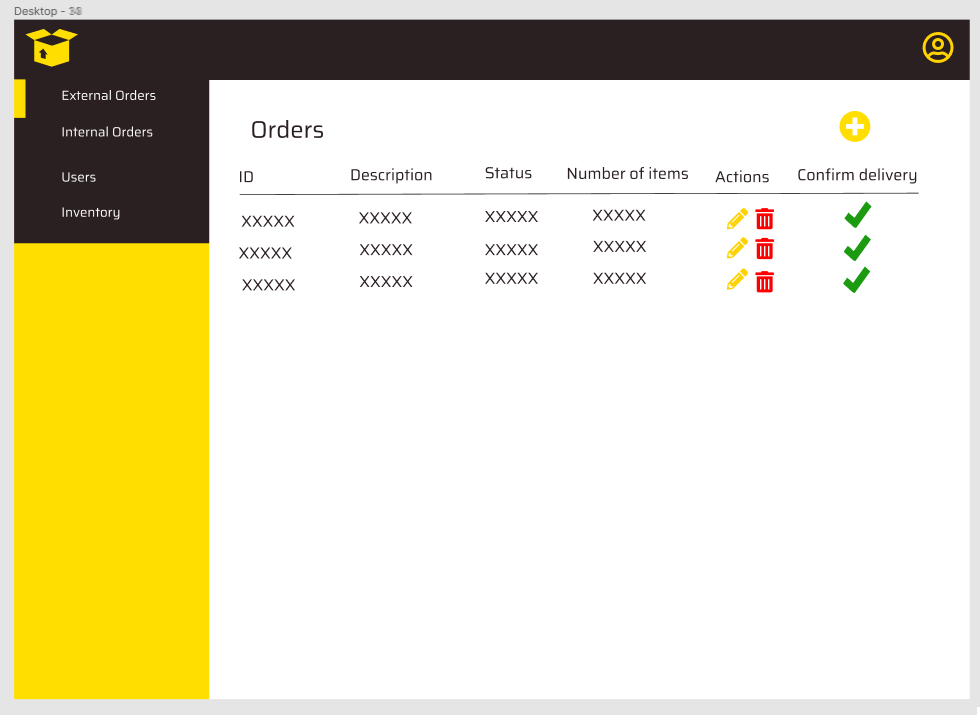 Desktop -
External Orders
Internal Orders
Users
Inventory
Orders
ID Description Status Number of items Actions Confirm delivery
XXXXX XXXXX XXXXX XXXXX
XXXXX XXXXX XXXXX XXXXX
XXXXX XXXXX XXXXX XXXXX